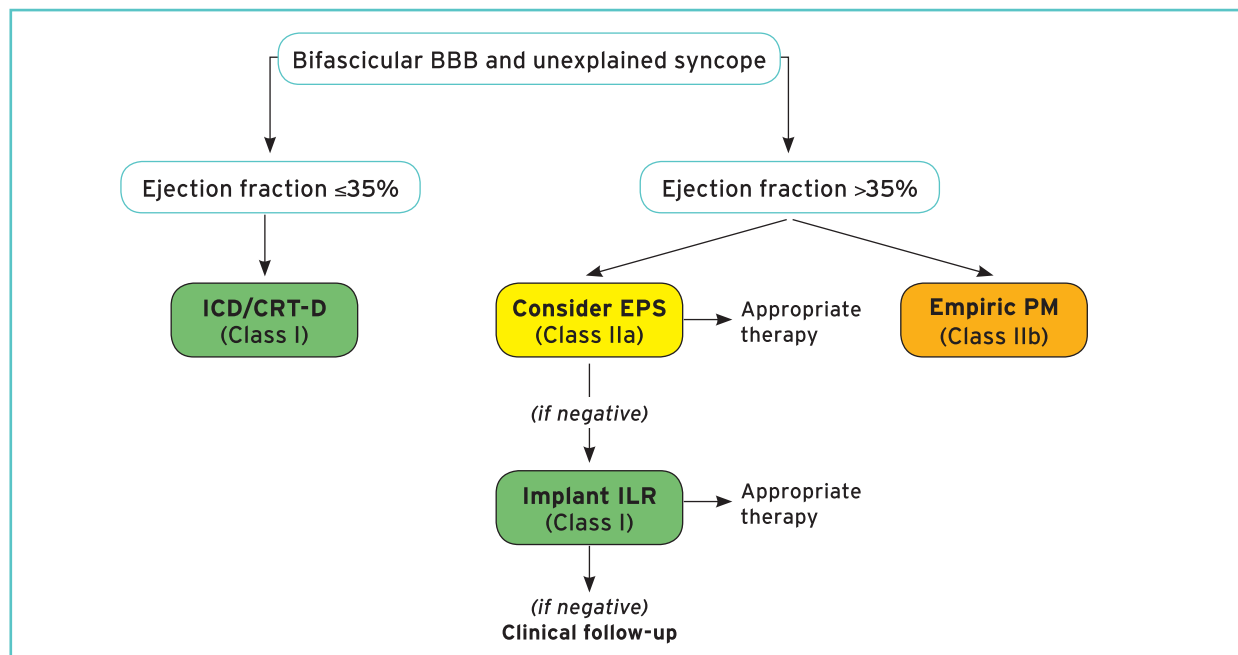 Bifascicular BBB and unexplained syncope
Ejection fraction ≤35%
Ejection fraction >35%
ICD/CRT-D
(Class I)
Consider EPS
(Class IIa)
Appropriate
therapy
Empiric PM
(Class IIb)
(if negative)
Implant ILR
(Class I)
Appropriate
therapy
(if negative)
Clinical follow-up